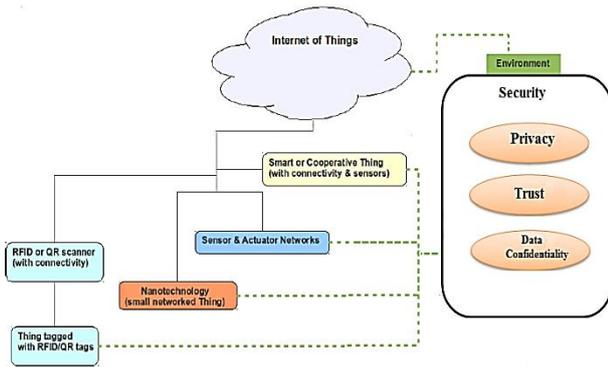 Internet of Things
Environment
Security
Privacy
Trust
Data
Confidentiality
Smart or Cooperative Thing
(with connectivity & sensors)
Sensor & Actuator Networks
RFID or QR scanner
(with connectivity)
Nanotechnology
(small networked Thing)
Thing tagged
with RFID/QR tags